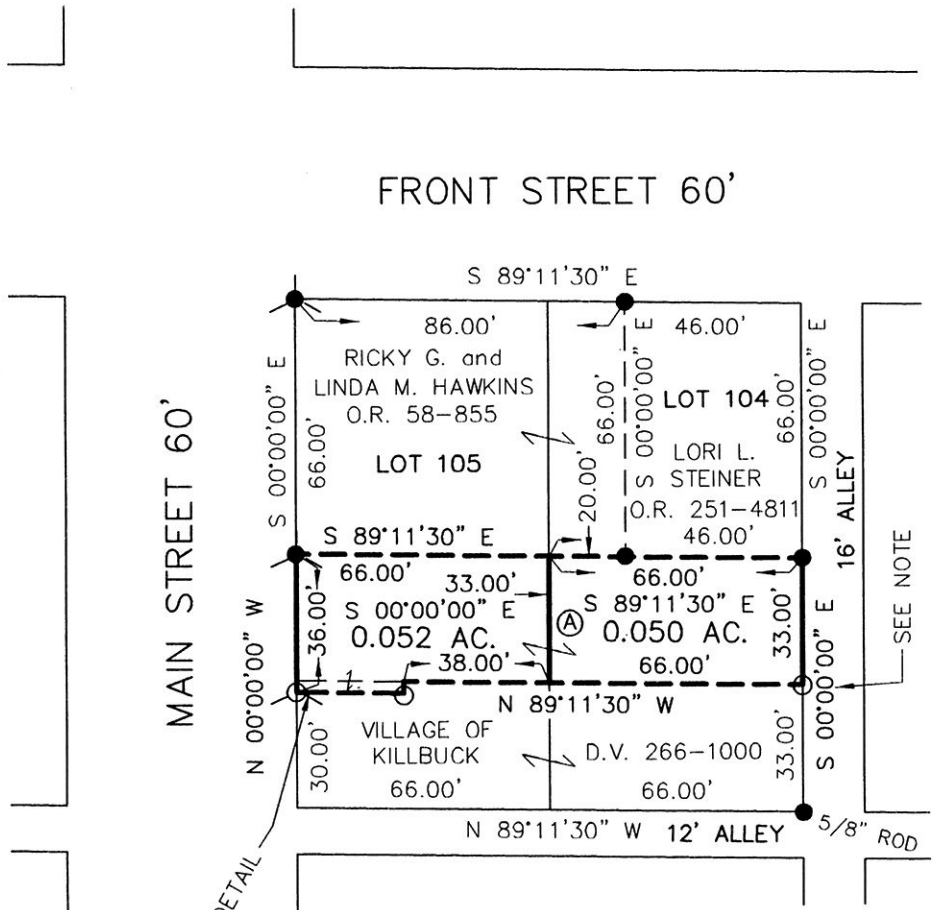 FRONT STREET 60'
S 89°11'30" E
86.00'
46.00'
RICKY G. and
LINDA M. HAWKINS
O.R. 58-855
LOT 105
S 00°00'00" E
66.00'
66.00'
S 00°00'00" E
LOT 104
LORI L.
STEINER
O.R. 251-4811
46.00'
66.00'
S 00°00'00" E
20.00'
16' ALLEY
MAIN STREET 60'
S 89°11'30" E
66.00'
33.00'
66.00'
S 00°00'00" E
S 89°11'30" E
36.00'
0.052 AC.
A
0.050 AC.
33.00'
38.00'
66.00'
N 00°00'00" W
N 89°11'30" W
S 00°00'00" E
SEE NOTE
30.00'
VILLAGE OF
KILLBUCK
D.V. 266-1000
33.00'
66.00'
66.00'
N 89°11'30" W
12' ALLEY
5/8" ROD
DETAIL